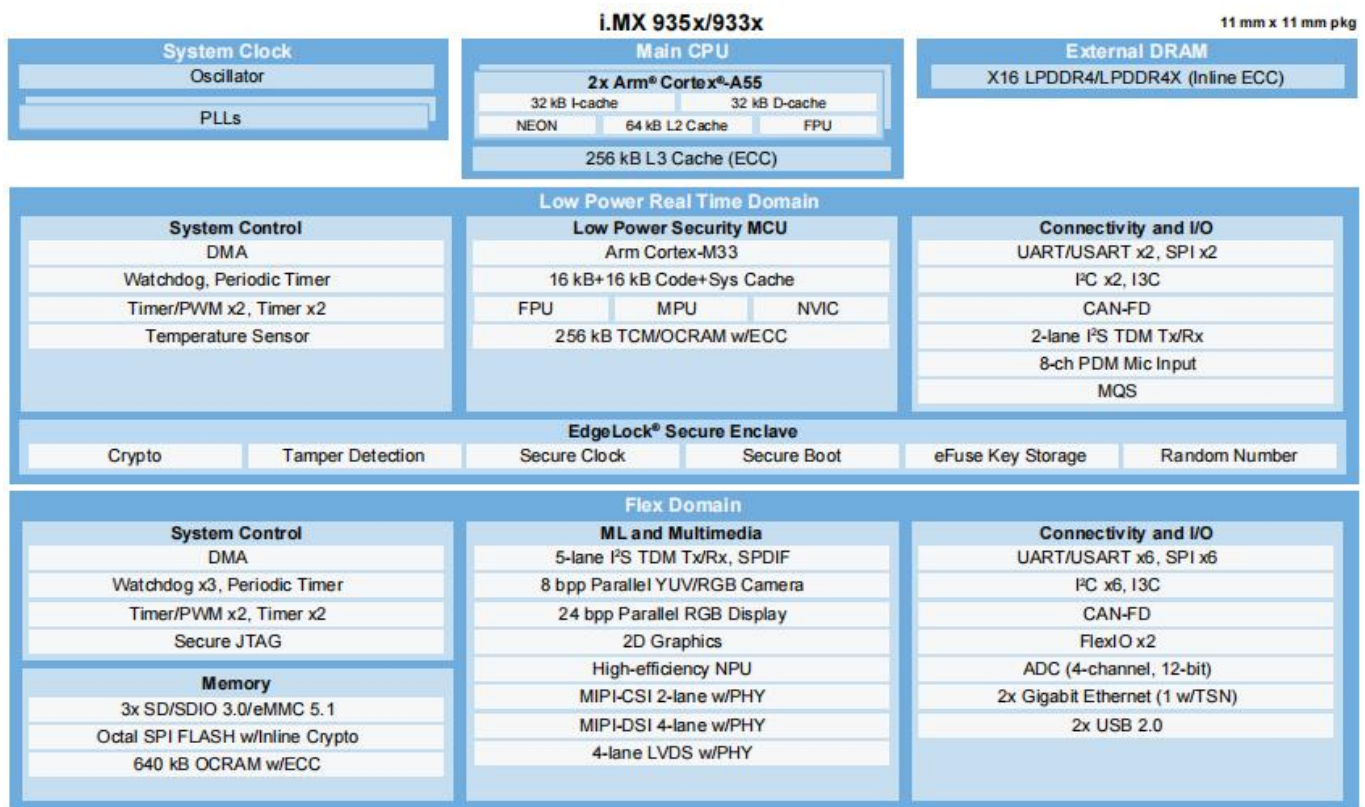 i.MX 935x/933x
11 mm x 11 mm pkg
System Clock
Oscillator
PLLs
Main CPU
2x Arm® Cortex®-A55
32 kB I-cache
32 kB D-cache
NEON
64 kB L2 Cache
FPU
256 kB L3 Cache (ECC)
External DRAM
X16 LPDDR4/LPDDR4X (Inline ECC)
Low Power Real Time Domain
System Control
DMA
Watchdog, Periodic Timer
Timer/PWM x2, Timer x2
Temperature Sensor
Low Power Security MCU
Arm Cortex-M33
16 kB+16 kB Code+Sys Cache
FPU
MPU
NVIC
256 kB TCM/OCRAM w/ECC
Connectivity and I/O
UART/USART x2, SPI x2
I²C x2, I3C
CAN-FD
2-lane I²S TDM Tx/Rx
8-ch PDM Mic Input
MQS
EdgeLock® Secure Enclave
Crypto
Tamper Detection
Secure Clock
Secure Boot
eFuse Key Storage
Random Number
Flex Domain
System Control
DMA
Watchdog x3, Periodic Timer
Timer/PWM x2, Timer x2
Secure JTAG
Memory
3x SD/SDIO 3.0/eMMC 5.1
Octal SPI FLASH w/Inline Crypto
640 kB OCRAM w/ECC
ML and Multimedia
5-lane I²S TDM Tx/Rx, SPDIF
8 bpp Parallel YUV/RGB Camera
24 bpp Parallel RGB Display
2D Graphics
High-efficiency NPU
MIPI-CSI 2-lane w/PHY
MIPI-DSI 4-lane w/PHY
4-lane LVDS w/PHY
Connectivity and I/O
UART/USART x6, SPI x6
I²C x6, I3C
CAN-FD
FlexIO x2
ADC (4-channel, 12-bit)
2x Gigabit Ethernet (1 w/TSN)
2x USB 2.0